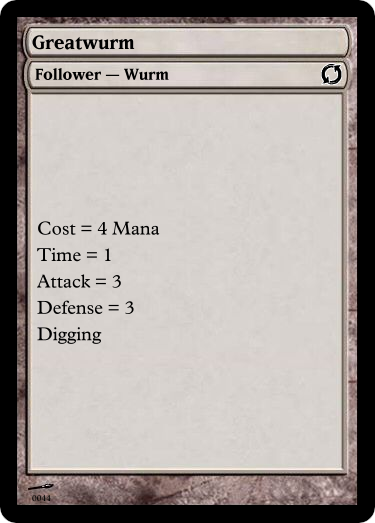 Greatwurm
Follower — Wurm
Cost = 4 Mana
Time = 1
Attack = 3
Defense = 3
Digging
0044